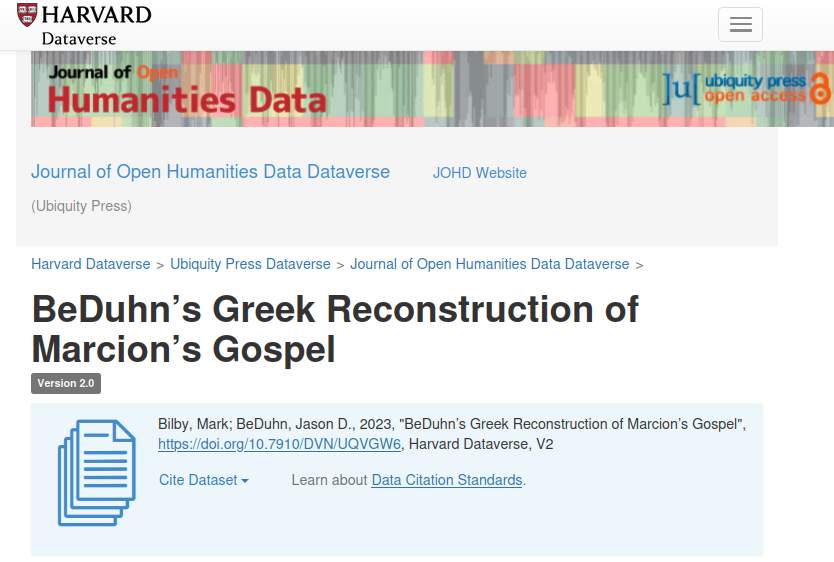 HARVARD
Dataverse
Journal of Open
Humanities Data
]u[ ubiquity press
open access
Journal of Open Humanities Data Dataverse JOHD Website
(Ubiquity Press)
Harvard Dataverse > Ubiquity Press Dataverse > Journal of Open Humanities Data Dataverse >
BeDuhn’s Greek Reconstruction of
Marcion’s Gospel
Version 2.0
Bilby, Mark; BeDuhn, Jason D., 2023, "BeDuhn’s Greek Reconstruction of Marcion’s Gospel",
https://doi.org/10.7910/DVN/UQVGW6, Harvard Dataverse, V2
Cite Dataset Learn about Data Citation Standards.